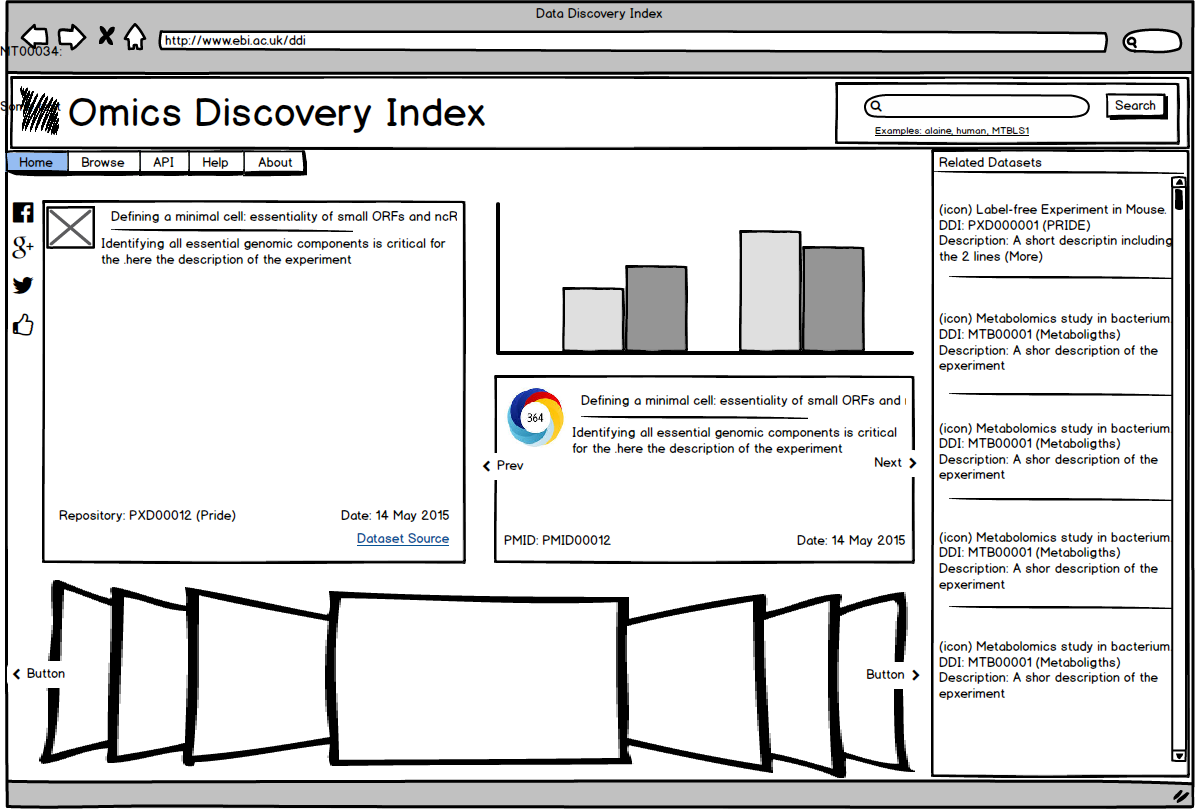 Data Discovery Index
http://www.ebi.ac.uk/ddi
MT00034:
Som
Omics Discovery Index
Search
Examples: alaine, human, MTBLS1
Home Browse API Help About
Defining a minimal cell: essentiality of small ORFs and ncR
Identifying all essential genomic components is critical for
the .here the description of the experiment
Repository: PXD00012 (Pride) Date: 14 May 2015
Dataset Source
364
Defining a minimal cell: essentiality of small ORFs and
Identifying all essential genomic components is critical
for the .here the description of the experiment
Prev Next
PMID: PMID00012 Date: 14 May 2015
Button Button
Related Datasets
(icon) Label-free Experiment in Mouse.
DDI: PXD000001 (PRIDE)
Description: A short descriptin including
the 2 lines (More)
(icon) Metabolomics study in bacterium.
DDI: MTB00001 (Metaboligths)
Description: A shor description of the
epxeriment
(icon) Metabolomics study in bacterium.
DDI: MTB00001 (Metaboligths)
Description: A shor description of the
epxeriment
(icon) Metabolomics study in bacterium.
DDI: MTB00001 (Metaboligths)
Description: A shor description of the
epxeriment
(icon) Metabolomics study in bacterium.
DDI: MTB00001 (Metaboligths)
Description: A shor description of the
epxeriment